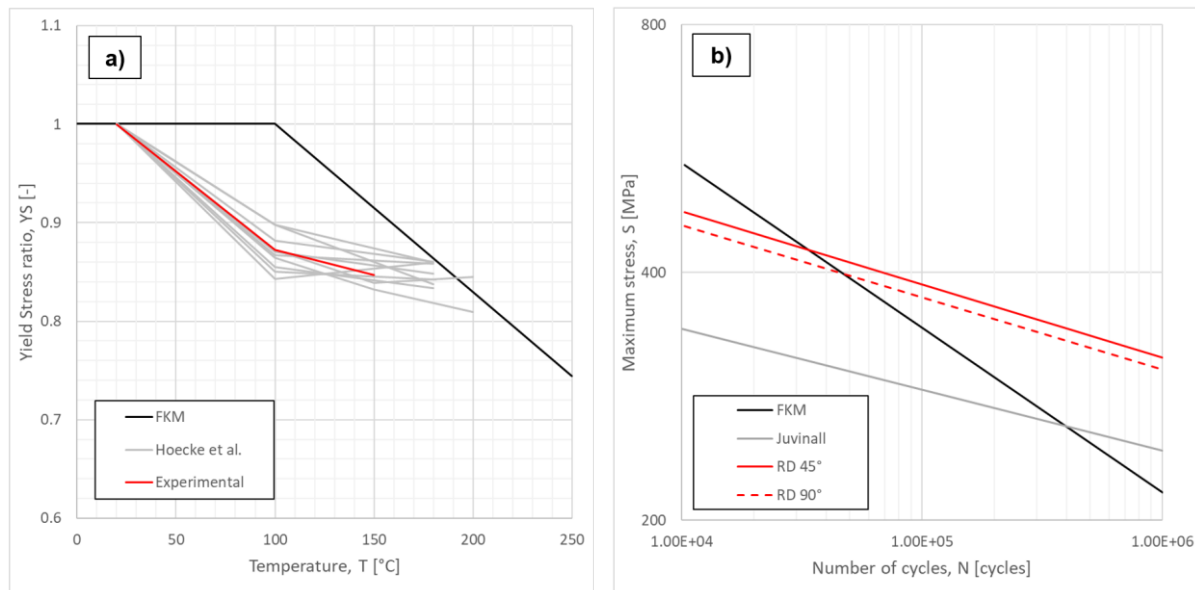 a)
1.1
1
0.9
0.8
0.7
0.6
Yield Stress ratio, YS [-]
FKM
Hoecke et al.
Experimental
0
50
100
150
200
250
Temperature, T [°C]
b)
800
400
200
Maximum stress, S [MPa]
FKM
Juvinall
RD 45°
RD 90°
1.00E+04
1.00E+05
1.00E+06
Number of cycles, N [cycles]